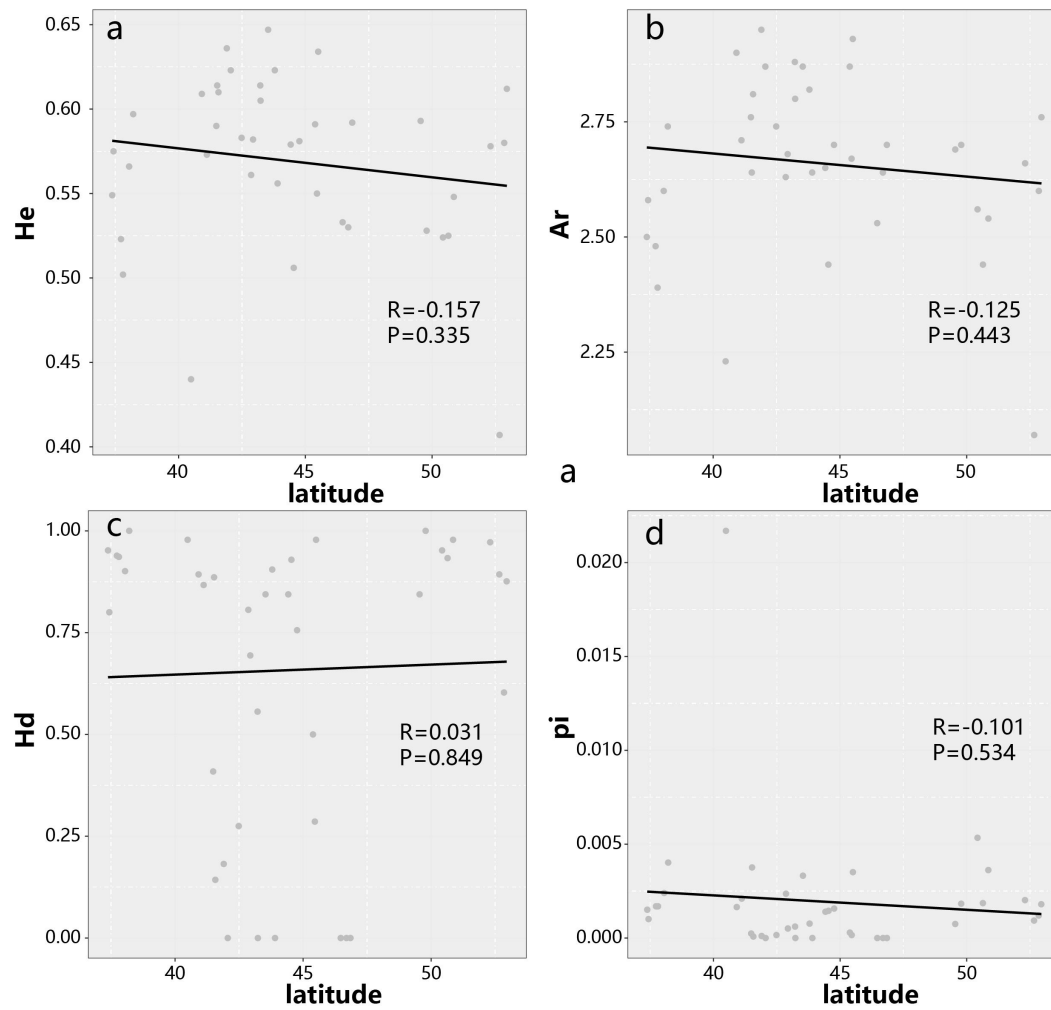 a
0.65
0.60
0.55
0.50
0.45
0.40
He
R=-0.157
P=0.335
40
45
50
latitude
b
2.75
2.50
2.25
Ar
R=-0.125
P=0.443
40
45
50
latitude
a
c
1.00
0.75
0.50
0.25
0.00
Hd
R=0.031
P=0.849
40
45
50
latitude
d
0.020
0.015
0.010
0.005
0.000
pi
R=-0.101
P=0.534
40
45
50
latitude